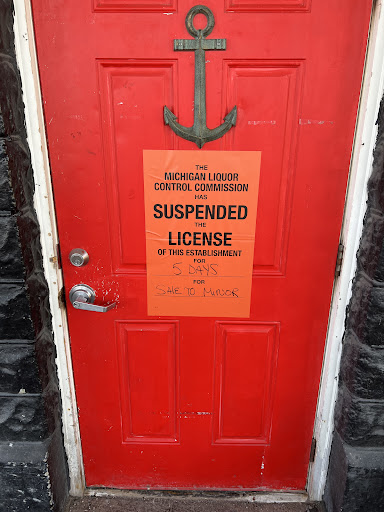 THE
MICHIGAN LIQUOR
CONTROL COMMISSION
HAS
SUSPENDED
THE
LICENSE
OF THIS ESTABLISHMENT
FOR
5 DAYS
FOR
SALE TO MINOR